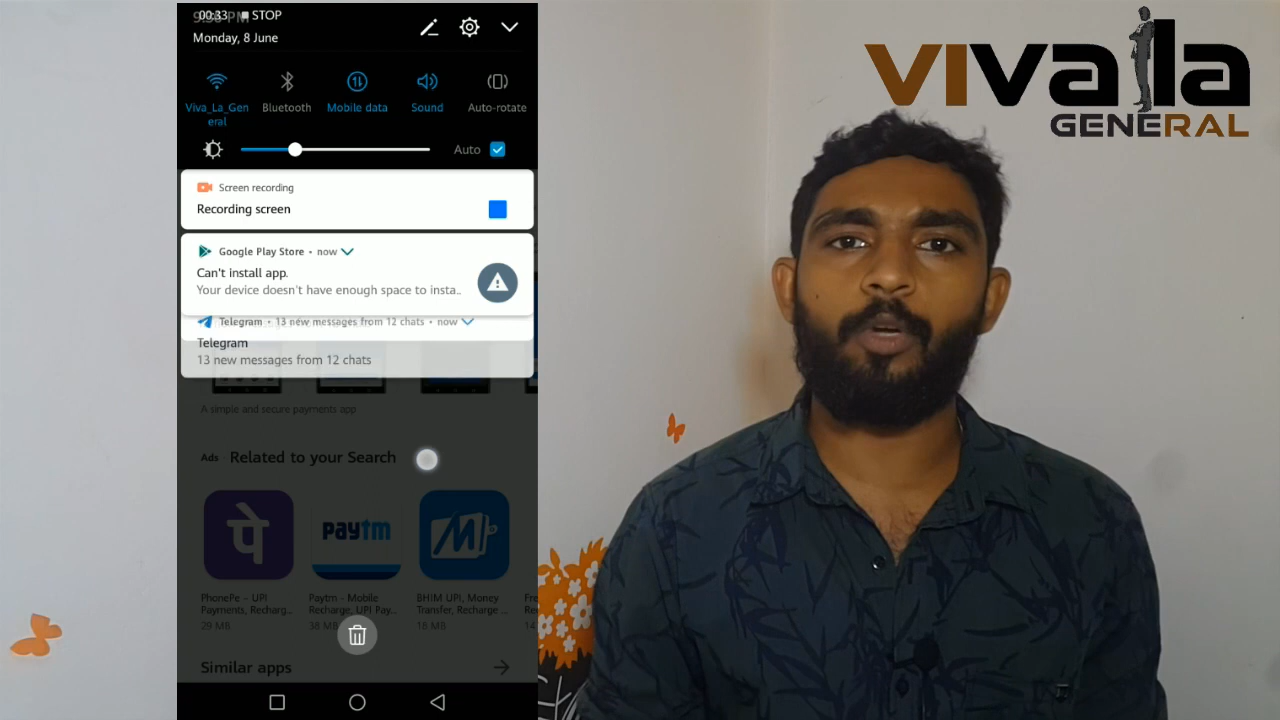 00:33 STOP
Monday, 8 June
Viva_La_Gen
eral
Bluetooth
Mobile data
Sound
Auto-rotate
Auto
Screen recording
Recording screen
Google Play Store • now
Can't install app.
Your device doesn't have enough space to insta..
Telegram • 13 new messages from 12 chats • now
Telegram
13 new messages from 12 chats
A simple and secure payments app
Ads Related to your Search
पे
paytm
M
PhonePe – UPI
Payments, Recharg...
29 MB
Paytm - Mobile
Recharge, UPI Pay...
38 MB
BHIM UPI, Money
Transfer, Recharge ...
16 MB
Fre
14
Similar apps
viva la
GENERAL